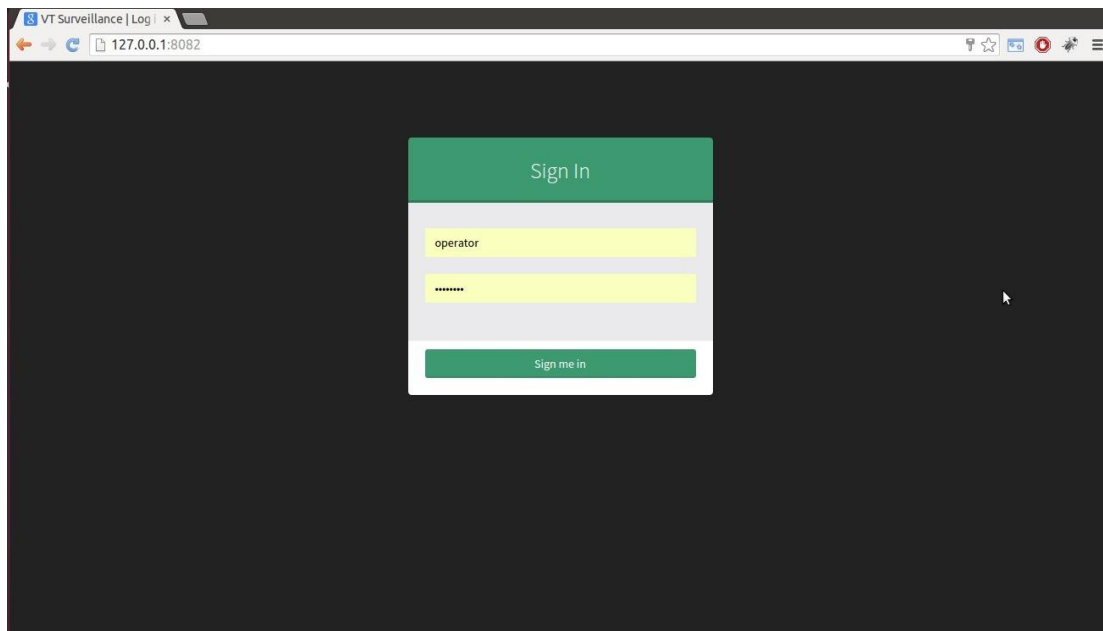 VT Surveillance | Log
127.0.0.1:8082
Sign In
operator
••••••••
Sign me in